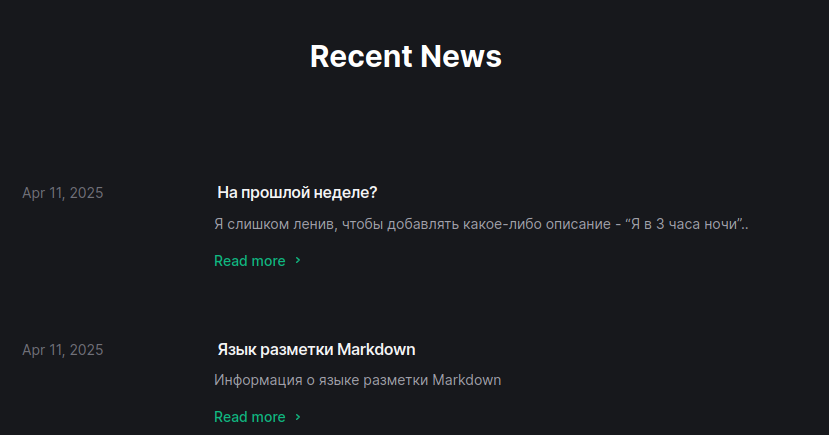 Recent News
Apr 11, 2025
На прошлой неделе?
Я слишком ленив, чтобы добавлять какое-либо описание - “Я в 3 часа ночи”..
Read more ›
Apr 11, 2025
Язык разметки Markdown
Информация о языке разметки Markdown
Read more ›